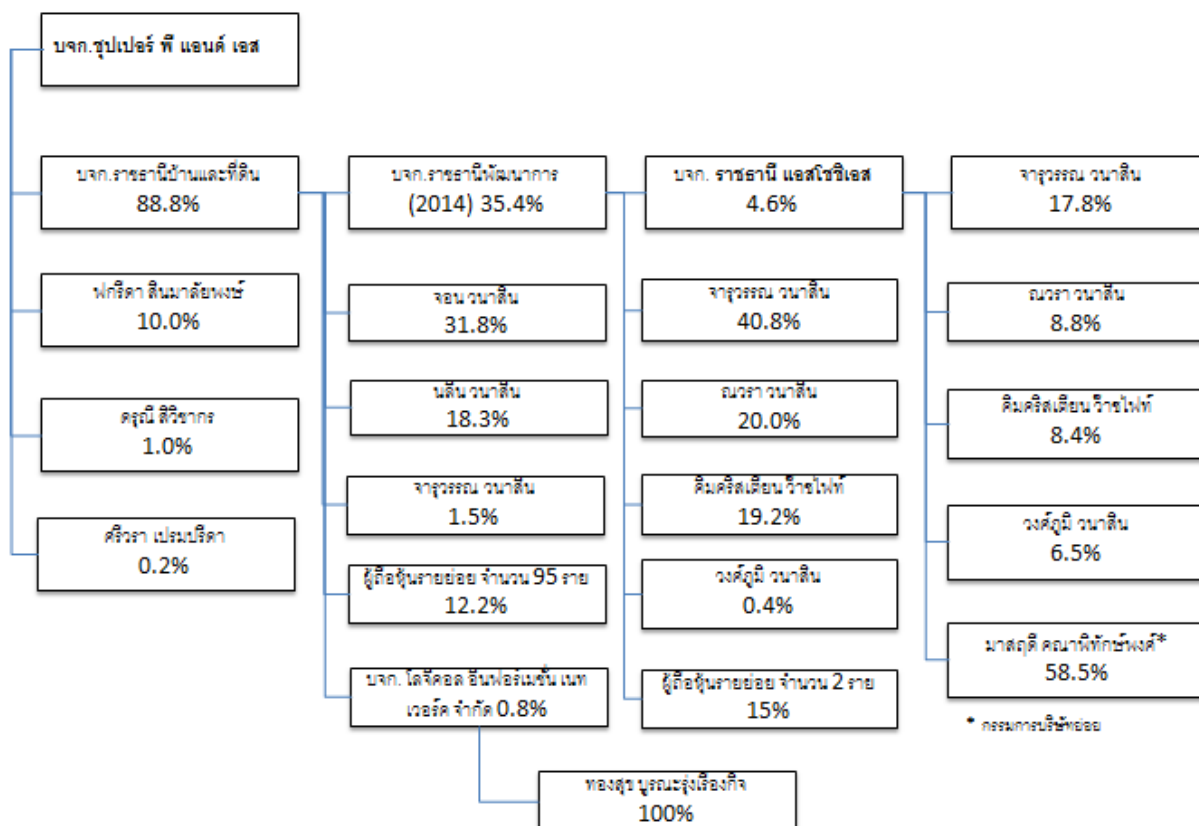 บจก.ซุปเปอร์ พี แอนด์ เอส
บจก.ราชธานีบ้านและที่ดิน
88.8%
ฟกรีดา สินมาลัยพงษ์
10.0%
ดรุณี สิวิชากร
1.0%
ศรีวรา เปรมปรีดา
0.2%
บจก.ราชธานีพัฒนาการ
(2014) 35.4%
จอน วนาสิน
31.8%
นลิน วนาสิน
18.3%
จารุวรรณ วนาสิน
1.5%
ผู้ถือหุ้นรายย่อย จำนวน 95 ราย
12.2%
บจก. โลจีคอล อินฟอร์เมชั่น เนท
เวอร์ค จำกัด 0.8%
ทองสุข บูรณะรุ่งเรืองกิจ
100%
บจก. ราชธานี แอสโซซิเอส
4.6%
จารุวรรณ วนาสิน
40.8%
ณวรา วนาสิน
20.0%
คิมคริสเตียน ว๊าชไฟท์
19.2%
วงศ์ภูมิ วนาสิน
0.4%
ผู้ถือหุ้นรายย่อย จำนวน 2 ราย
15%
จารุวรรณ วนาสิน
17.8%
ณวรา วนาสิน
8.8%
คิมคริสเตียน ว๊าชไฟท์
8.4%
วงศ์ภูมิ วนาสิน
6.5%
มาสฤดี คณาพิทักษ์พงศ์*
58.5%
* กรรมการบริษัทย่อย